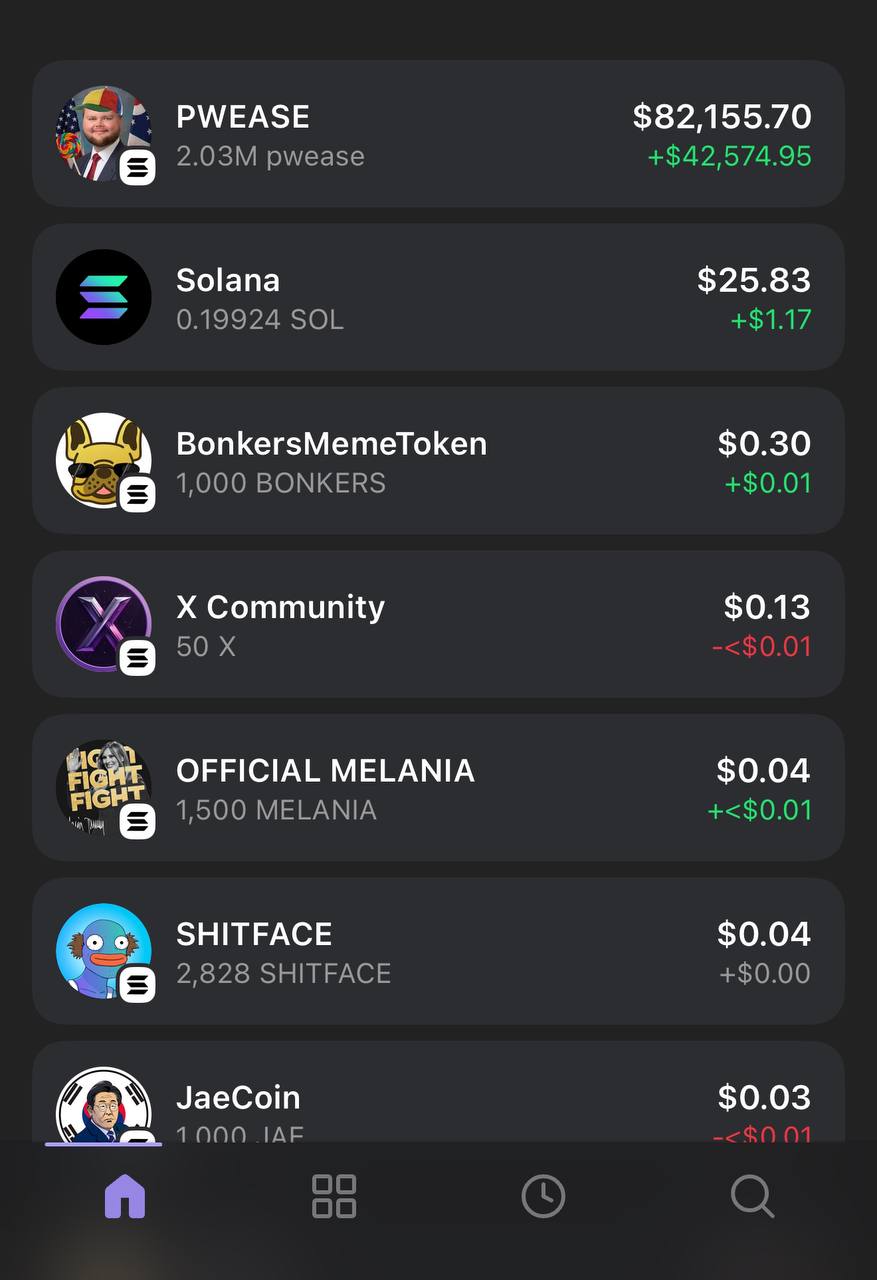 PWEASE
$82,155.70
2.03M pwease
+$42,574.95
Solana
$25.83
0.19924 SOL
+$1.17
BonkersMemeToken
$0.30
1,000 BONKERS
+$0.01
X Community
$0.13
50 X
-<$0.01
OFFICIAL MELANIA
$0.04
FIGHT
FIGHT
1,500 MELANIA
+<$0.01
SHITFACE
$0.04
2,828 SHITFACE
+$0.00
JaeCoin
$0.03
1,000 JAE
-<$0.01